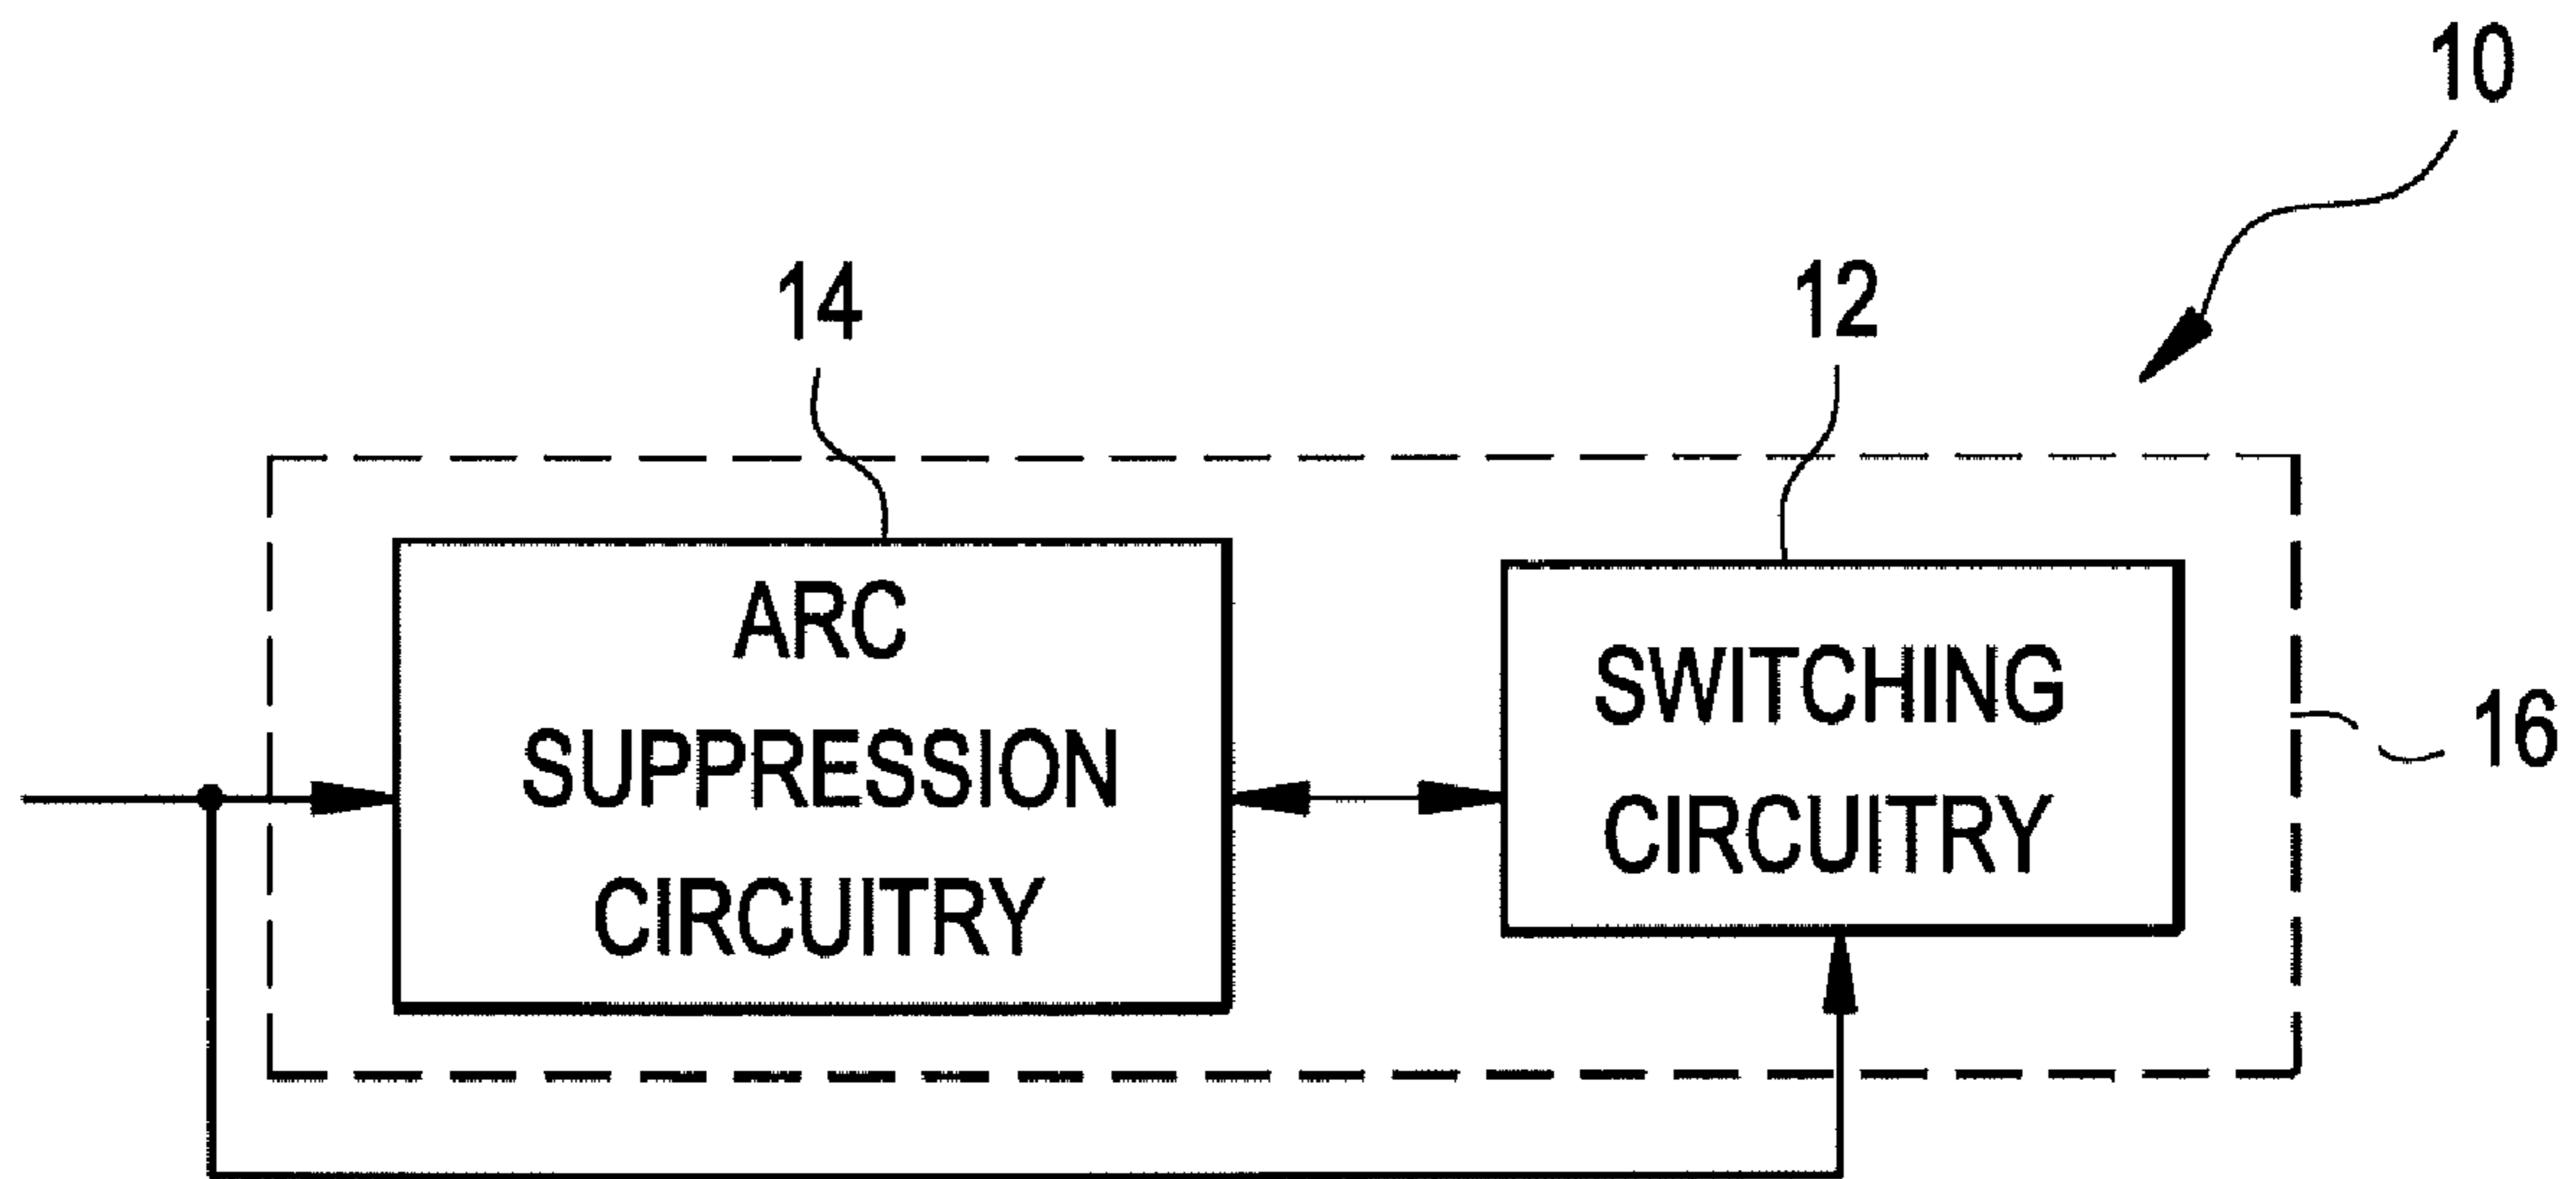 10
14
12
ARC
SUPPRESSION
CIRCUITRY
SWITCHING
CIRCUITRY
16